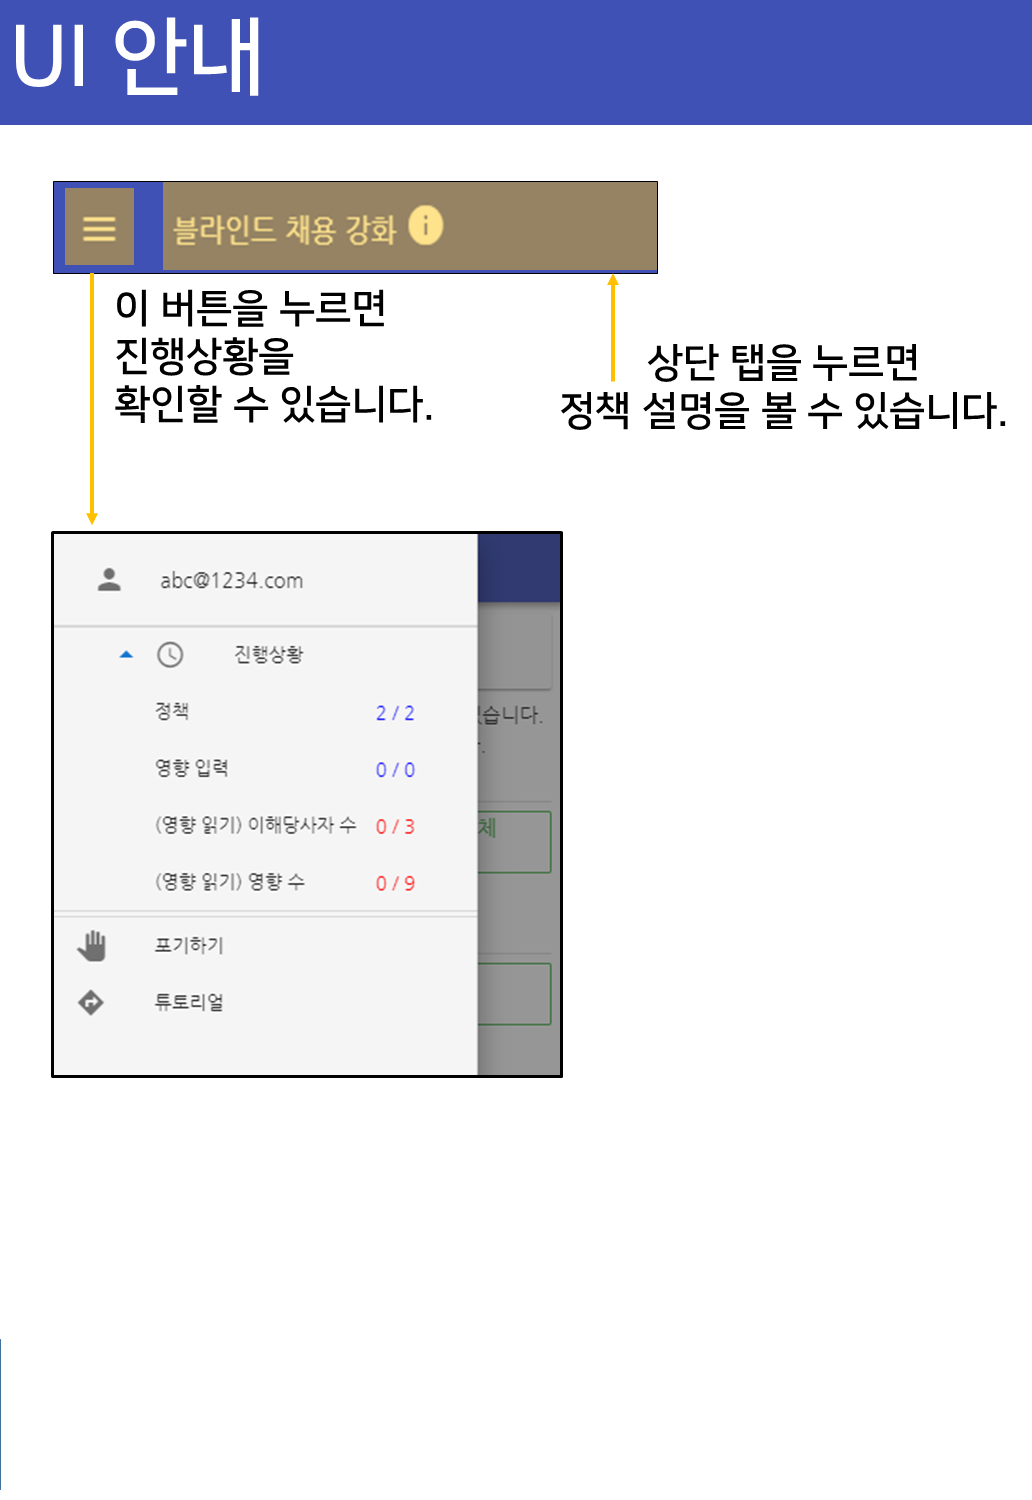 UI 안내
블라인드 채용 강화
이 버튼을 누르면
진행상황을
확인할 수 있습니다.
상단 탭을 누르면
정책 설명을 볼 수 있습니다.
abc@1234.com
진행상황
정책 2 / 2
습니다.
영향 입력 0 / 0
(영향 읽기) 이해당사자 수 0 / 3
체
(영향 읽기) 영향 수 0 / 9
포기하기
튜토리얼